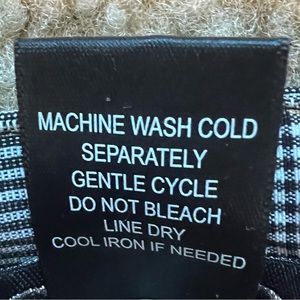 MACHINE WASH COLD
SEPARATELY
GENTLE CYCLE
DO NOT BLEACH
LINE DRY
COOL IRON IF NEEDED